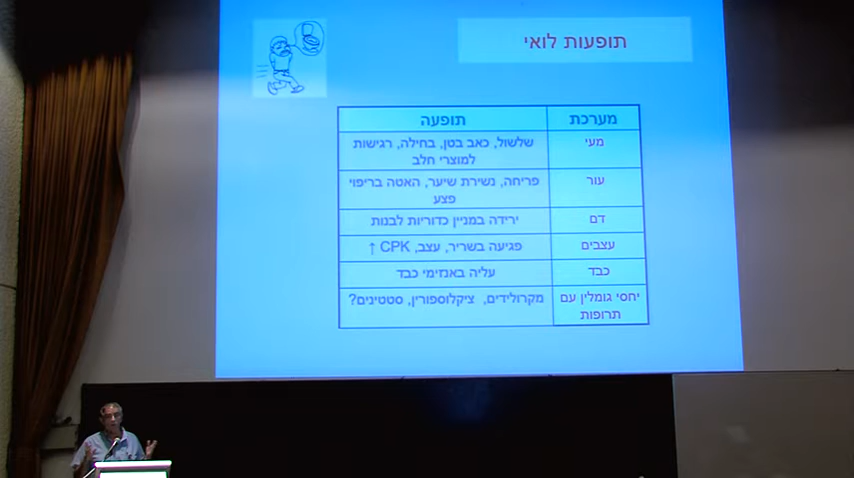 תופעות לואי
מערכת תופעה
מעי שלשול, כאב בטן, בחילה, רגישות
למוצרי חלב
עור פריחה, נשירת שיער, האטה בריפוי
פצע
דם ירידה במניין כדוריות לבנות
עצבים פגיעה בשריר, עצב, CPK ↑
כבד עליה באנזימי כבד
יחסי גומלין עם מקרולידים, ציקלוספורין, סטטינים?
תרופות